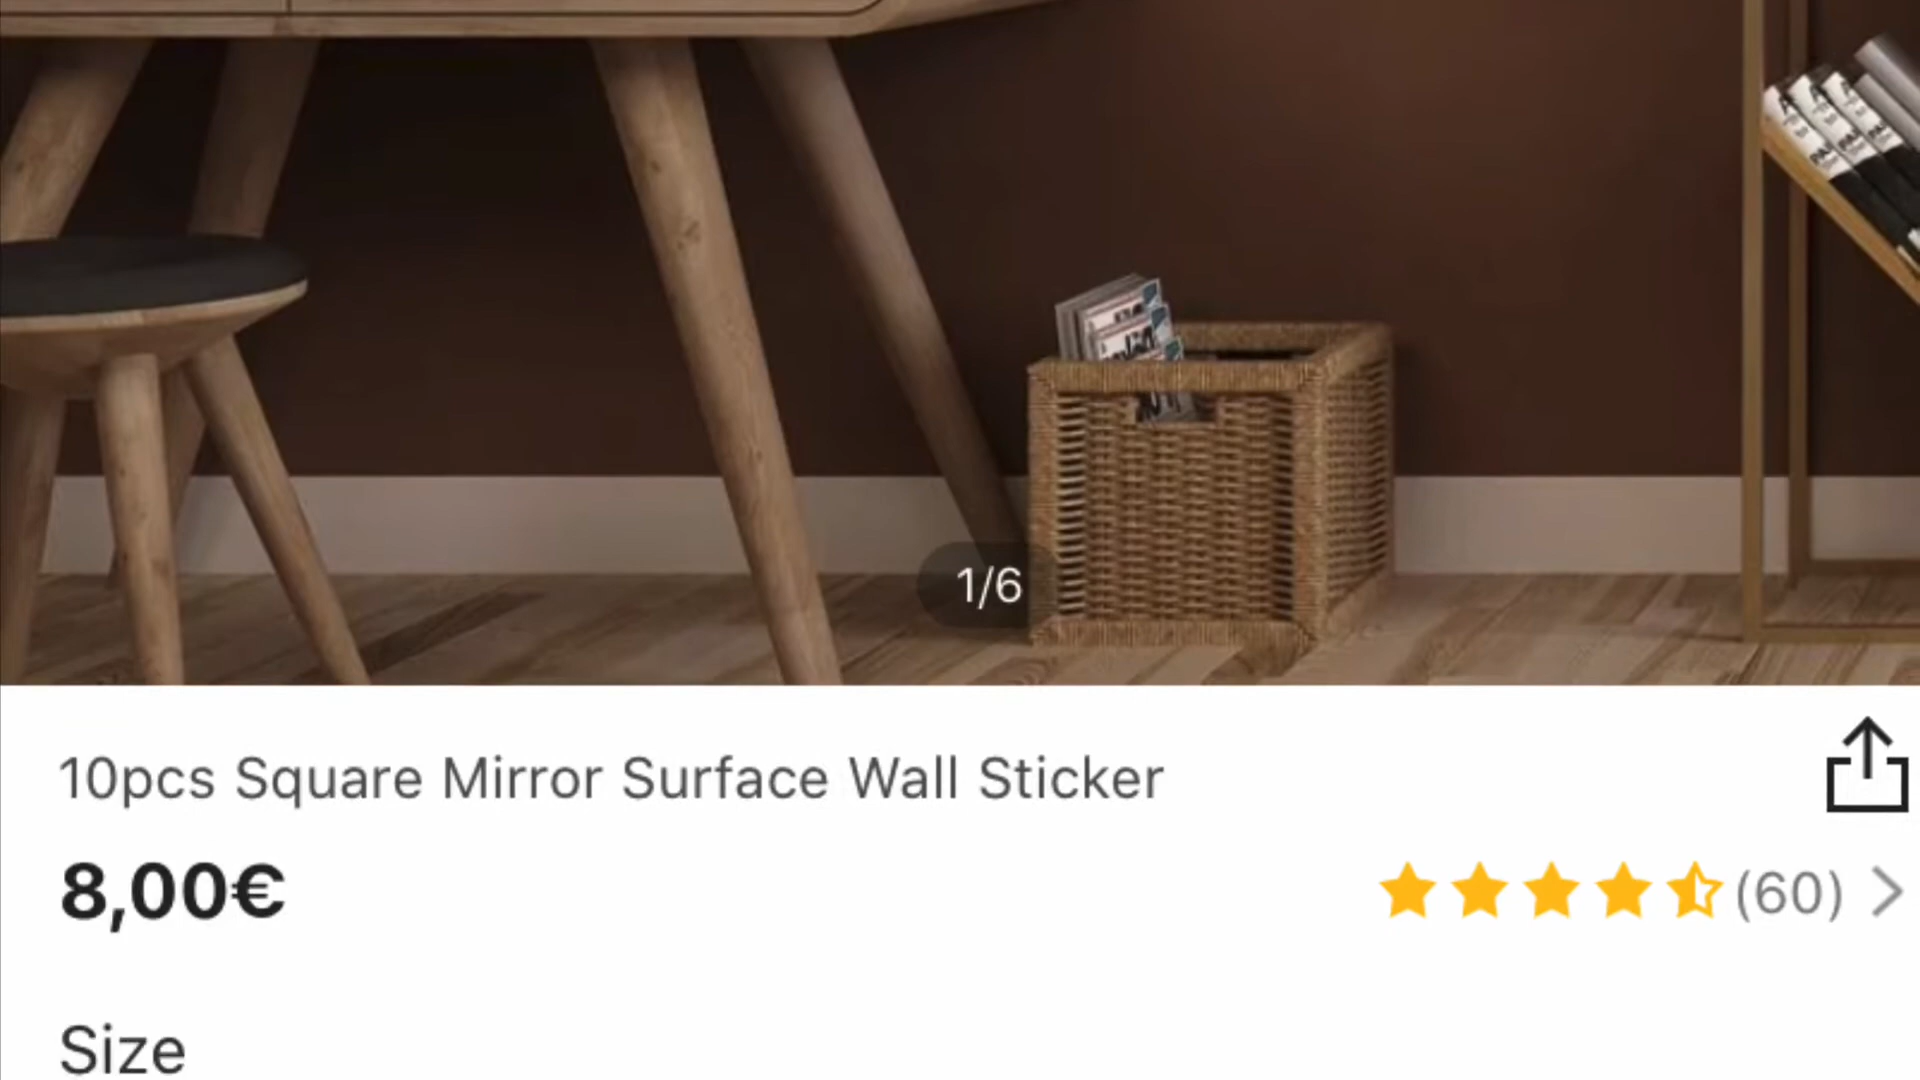 1/6
10pcs Square Mirror Surface Wall Sticker
8,00€
(60)
Size